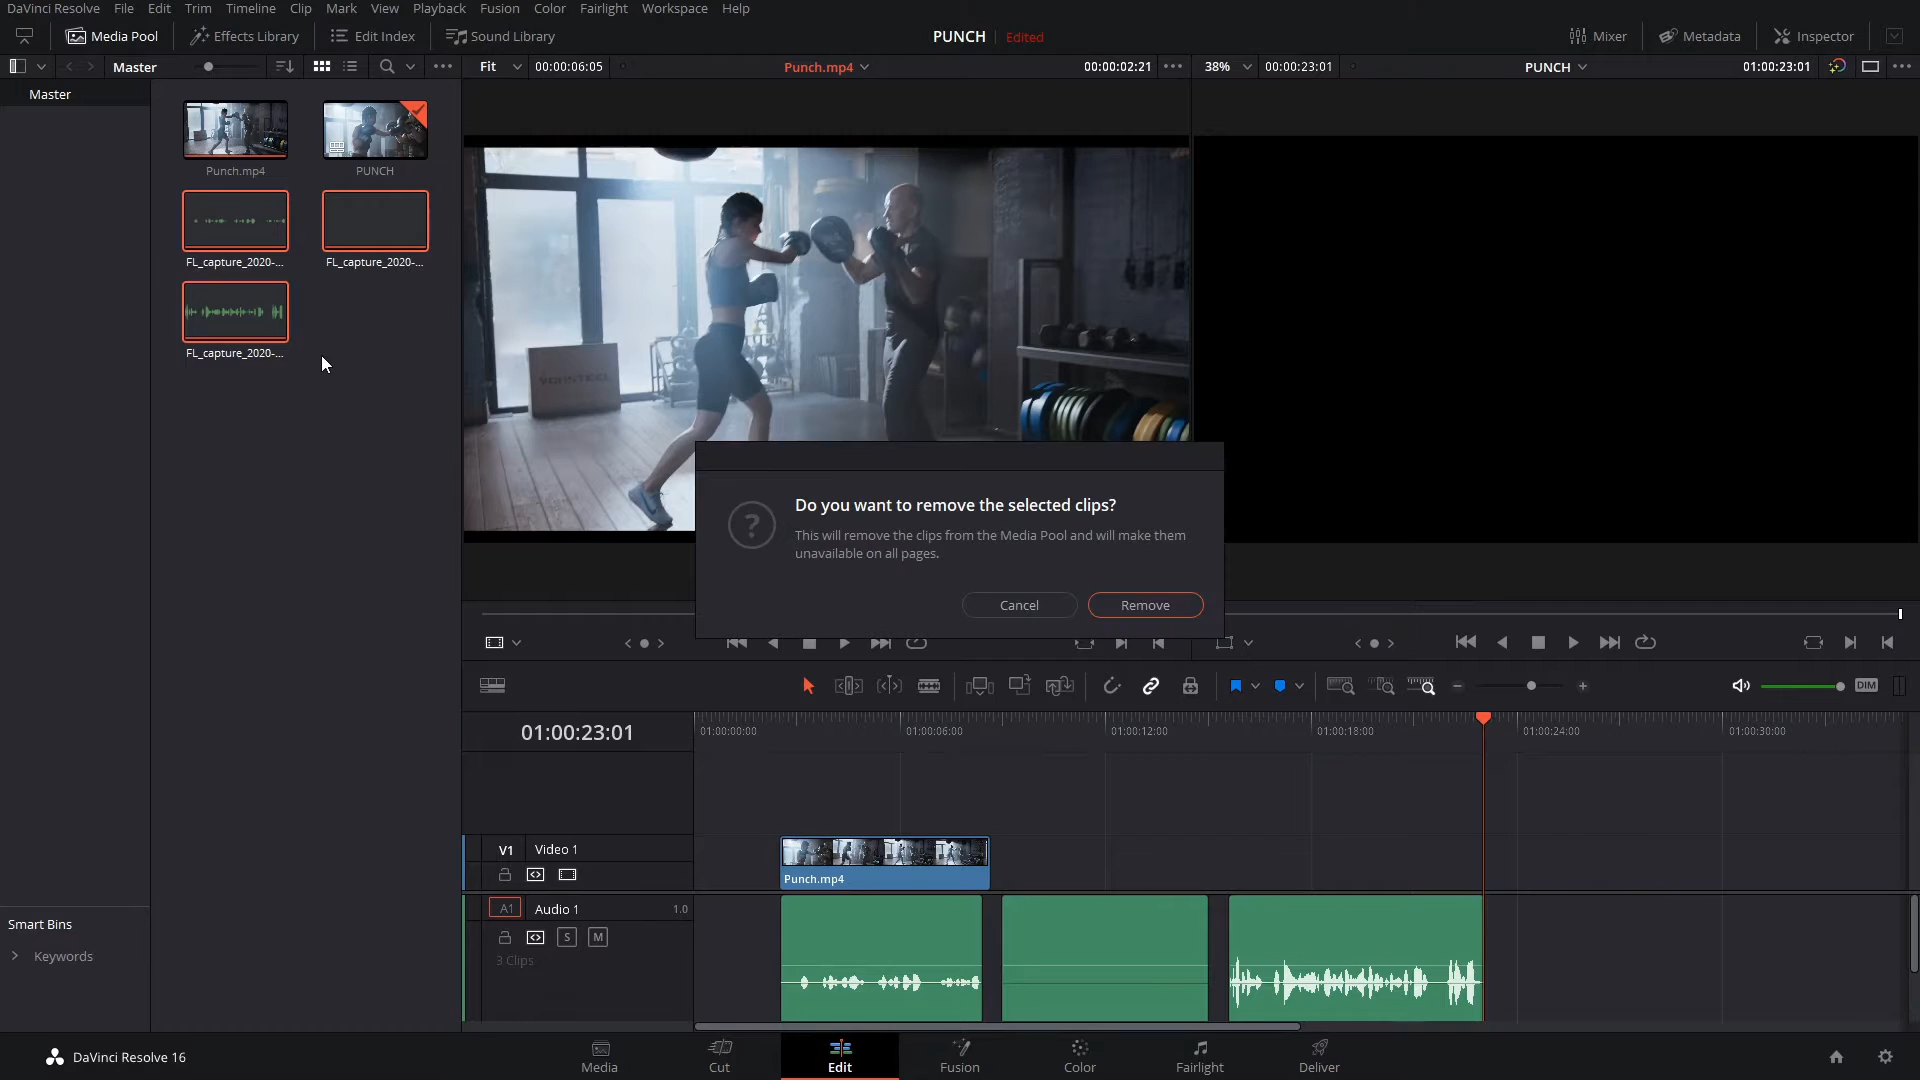 DaVinci Resolve File Edit Trim Timeline Clip Mark View Playback Fusion Color Fairlight Workspace Help
Media Pool Effects Library Edit Index Sound Library PUNCH Edited Mixer Metadata Inspector
Master Fit 00:00:06:05 Punch.mp4 00:00:02:21 38% 00:00:23:01 PUNCH 01:00:23:01
Master
Punch.mp4 PUNCH
FL_capture_2020-... FL_capture_2020-...
FL_capture_2020-...
Do you want to remove the selected clips?
This will remove the clips from the Media Pool and will make them
unavailable on all pages.
Cancel Remove
DIM
01:00:23:01 01:00:00:00 01:00:06:00 01:00:12:00 01:00:18:00 01:00:24:00 01:00:30:00
V1 Video 1
Punch.mp4
A1 Audio 1 1.0
S M
3 Clips
Smart Bins
Keywords
DaVinci Resolve 16 Media Cut Edit Fusion Color Fairlight Deliver